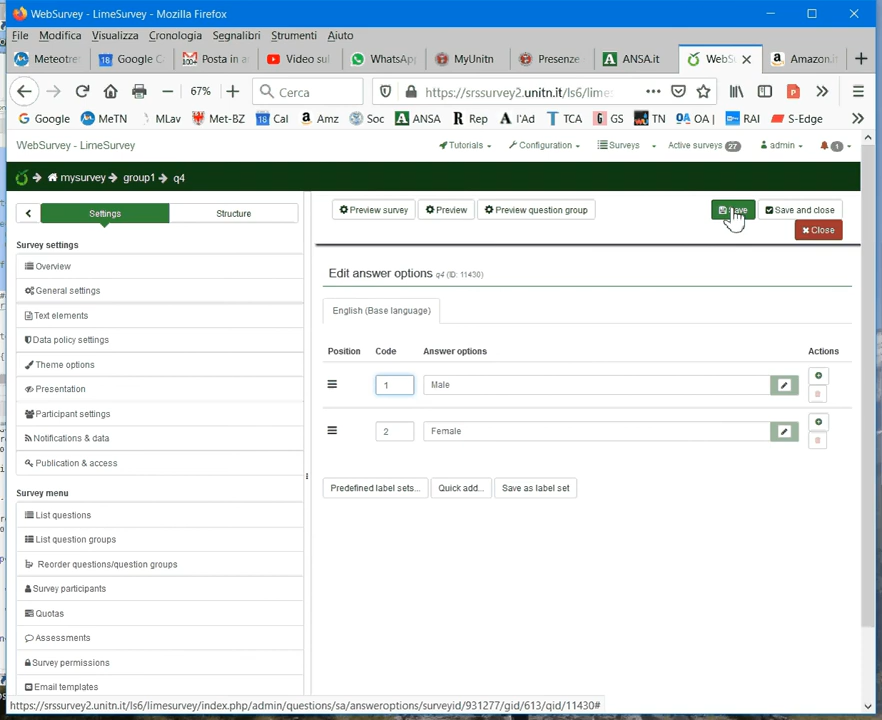 WebSurvey - LimeSurvey - Mozilla Firefox
File Modifica Visualizza Cronologia Segnalibri Strumenti Aiuto
Meteotre Google C Posta in a Video sul WhatsApp MyUnitn Presenze ANSA.it WebSu Amazon.it
67% Cerca https://srssurvey2.unitn.it/ls6/limes
Google MeTN MLav Met-BZ Cal Amz Soc ANSA Rep l'Ad TCA GS TN OA | RAI S-Edge
WebSurvey - LimeSurvey Tutorials Configuration Surveys Active surveys 27 admin 1
mysurvey group1 q4
Settings Structure Preview survey Preview Preview question group Save Save and close
Close
Survey settings
Overview
General settings
Text elements
Data policy settings
Theme options
Presentation
Participant settings
Notifications & data
Publication & access
Survey menu
List questions
List question groups
Reorder questions/question groups
Survey participants
Quotas
Assessments
Survey permissions
Email templates
Edit answer options q4 (ID: 11430)
English (Base language)
Position Code Answer options Actions
1 Male
2 Female
Predefined label sets... Quick add... Save as label set
https://srssurvey2.unitn.it/ls6/limesurvey/index.php/admin/questions/sa/answeroptions/surveyid/931277/gid/613/qid/11430#